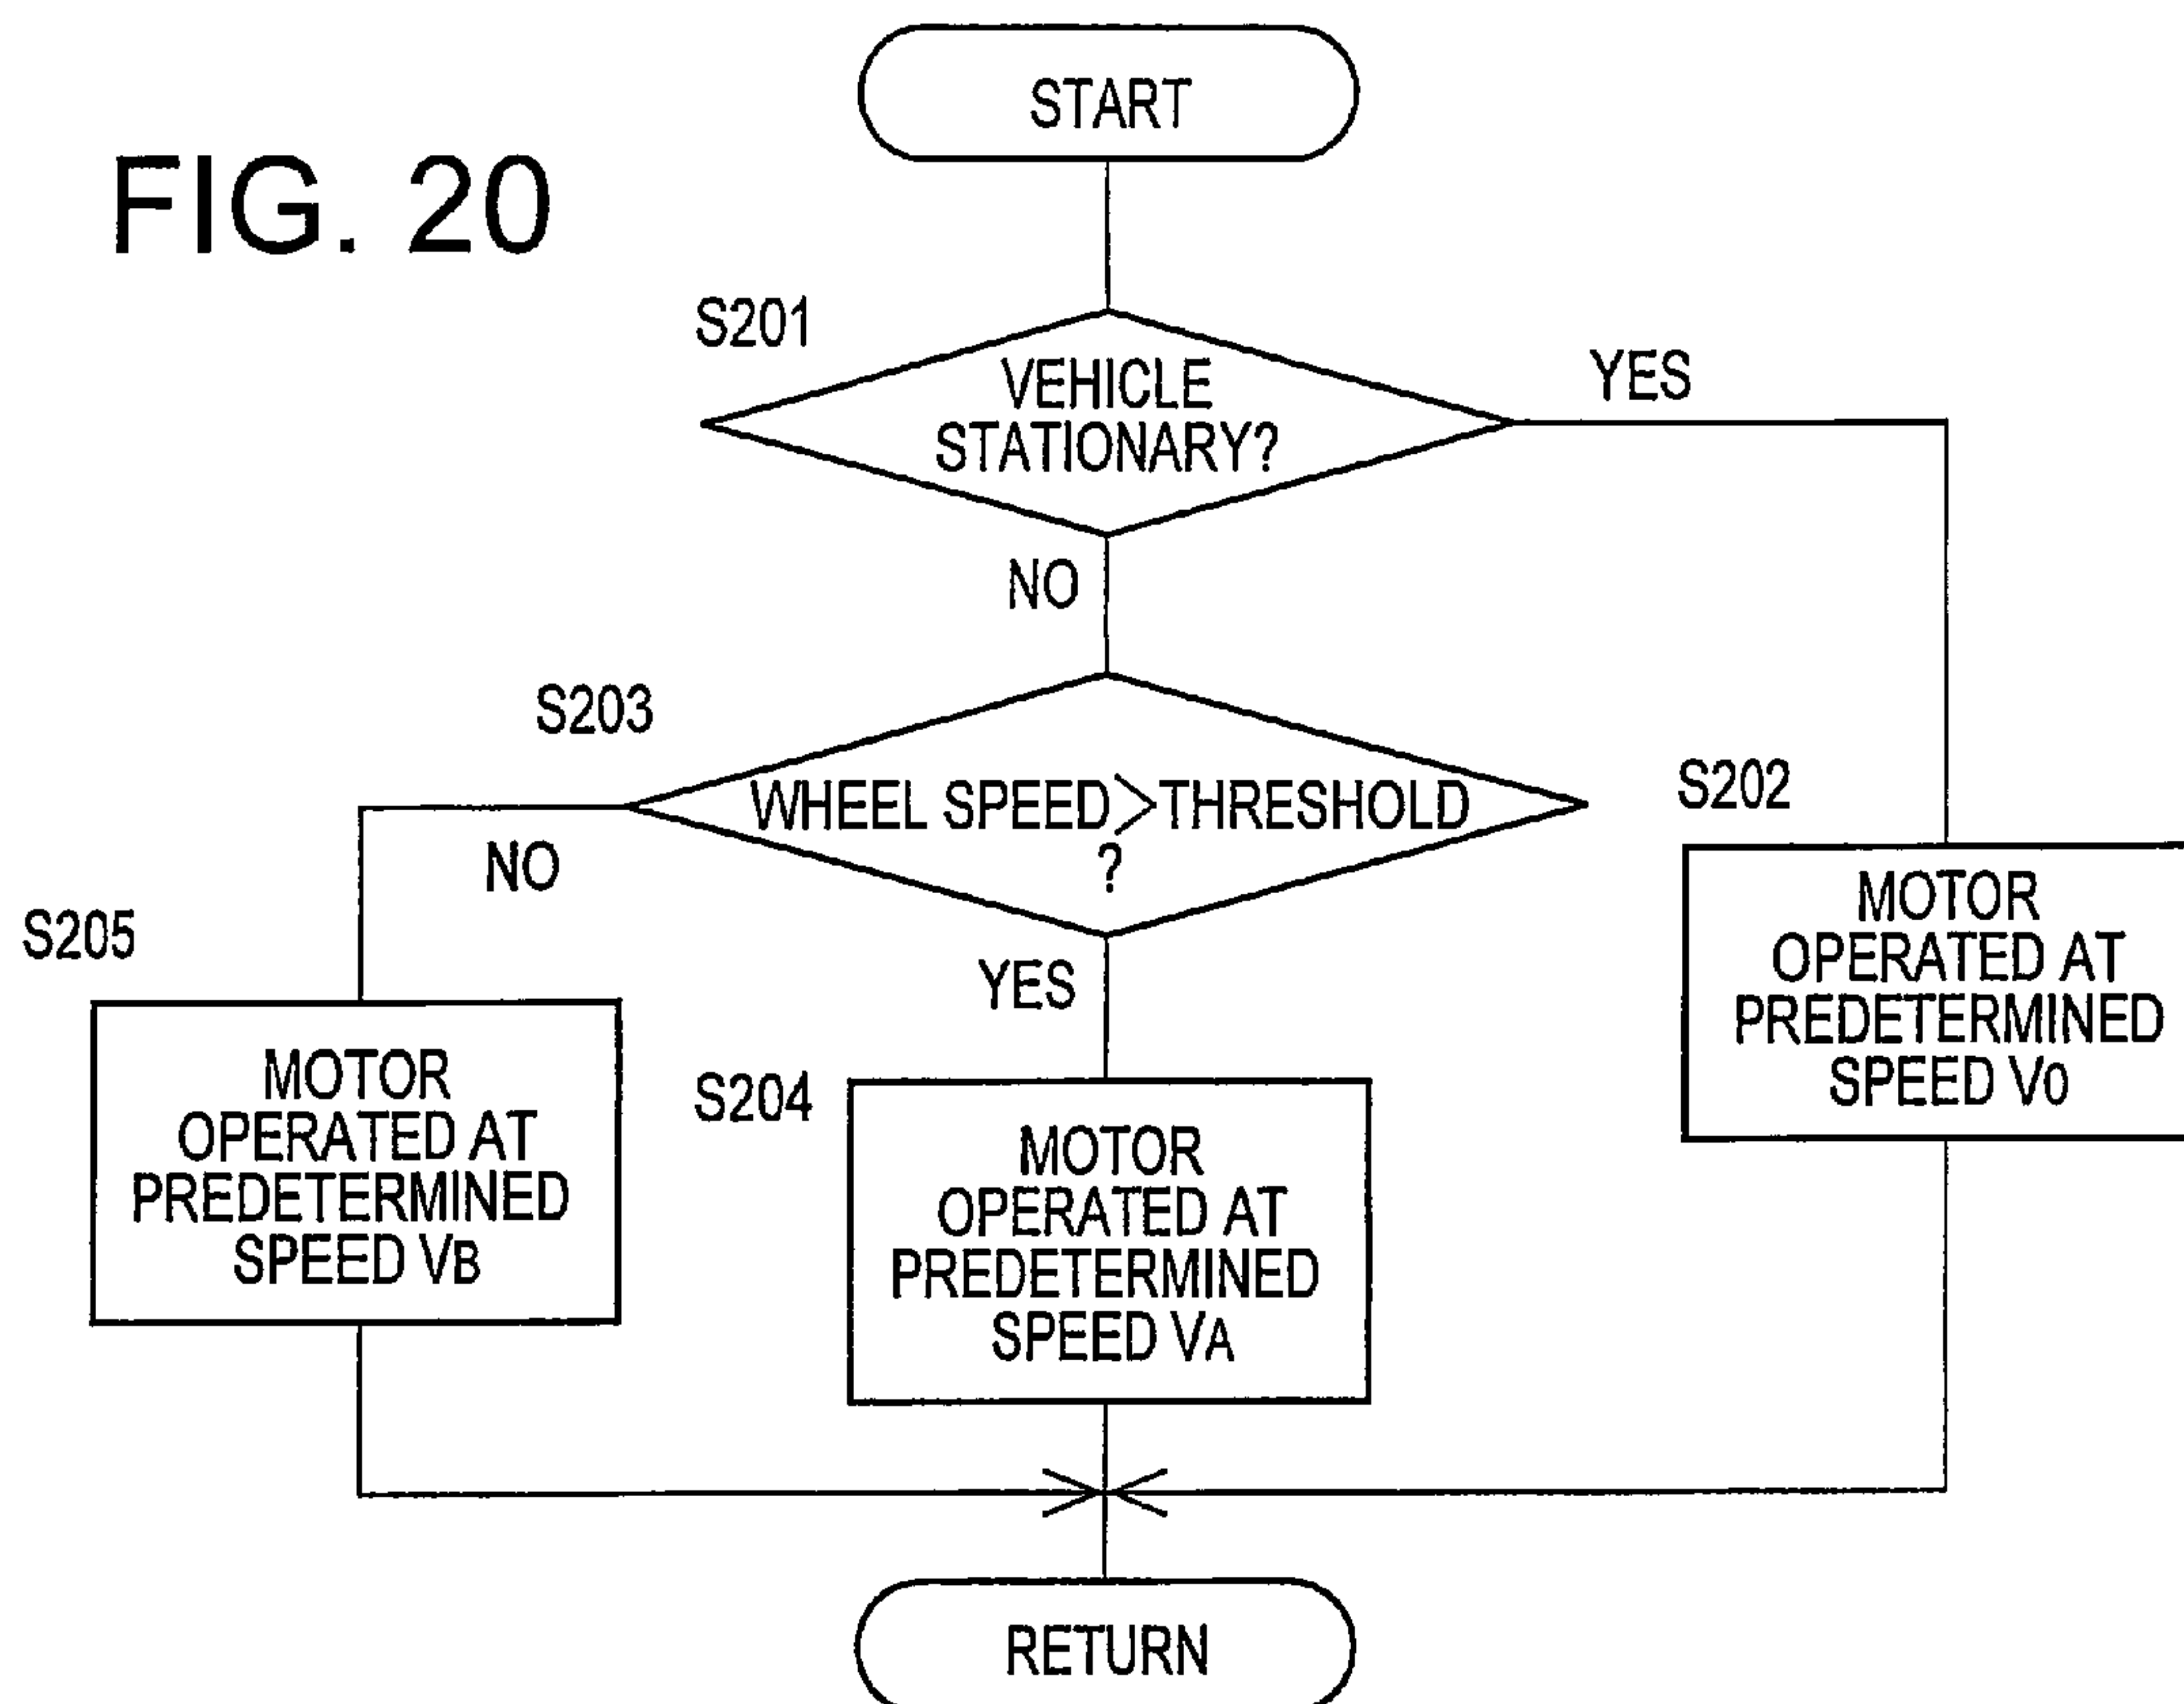 FIG. 20
START
S201
VEHICLE
STATIONARY?
YES
NO
S203
WHEEL SPEED>THRESHOLD
?
NO
YES
S202
MOTOR
OPERATED AT
PREDETERMINED
SPEED V0
S205
MOTOR
OPERATED AT
PREDETERMINED
SPEED VB
S204
MOTOR
OPERATED AT
PREDETERMINED
SPEED VA
RETURN